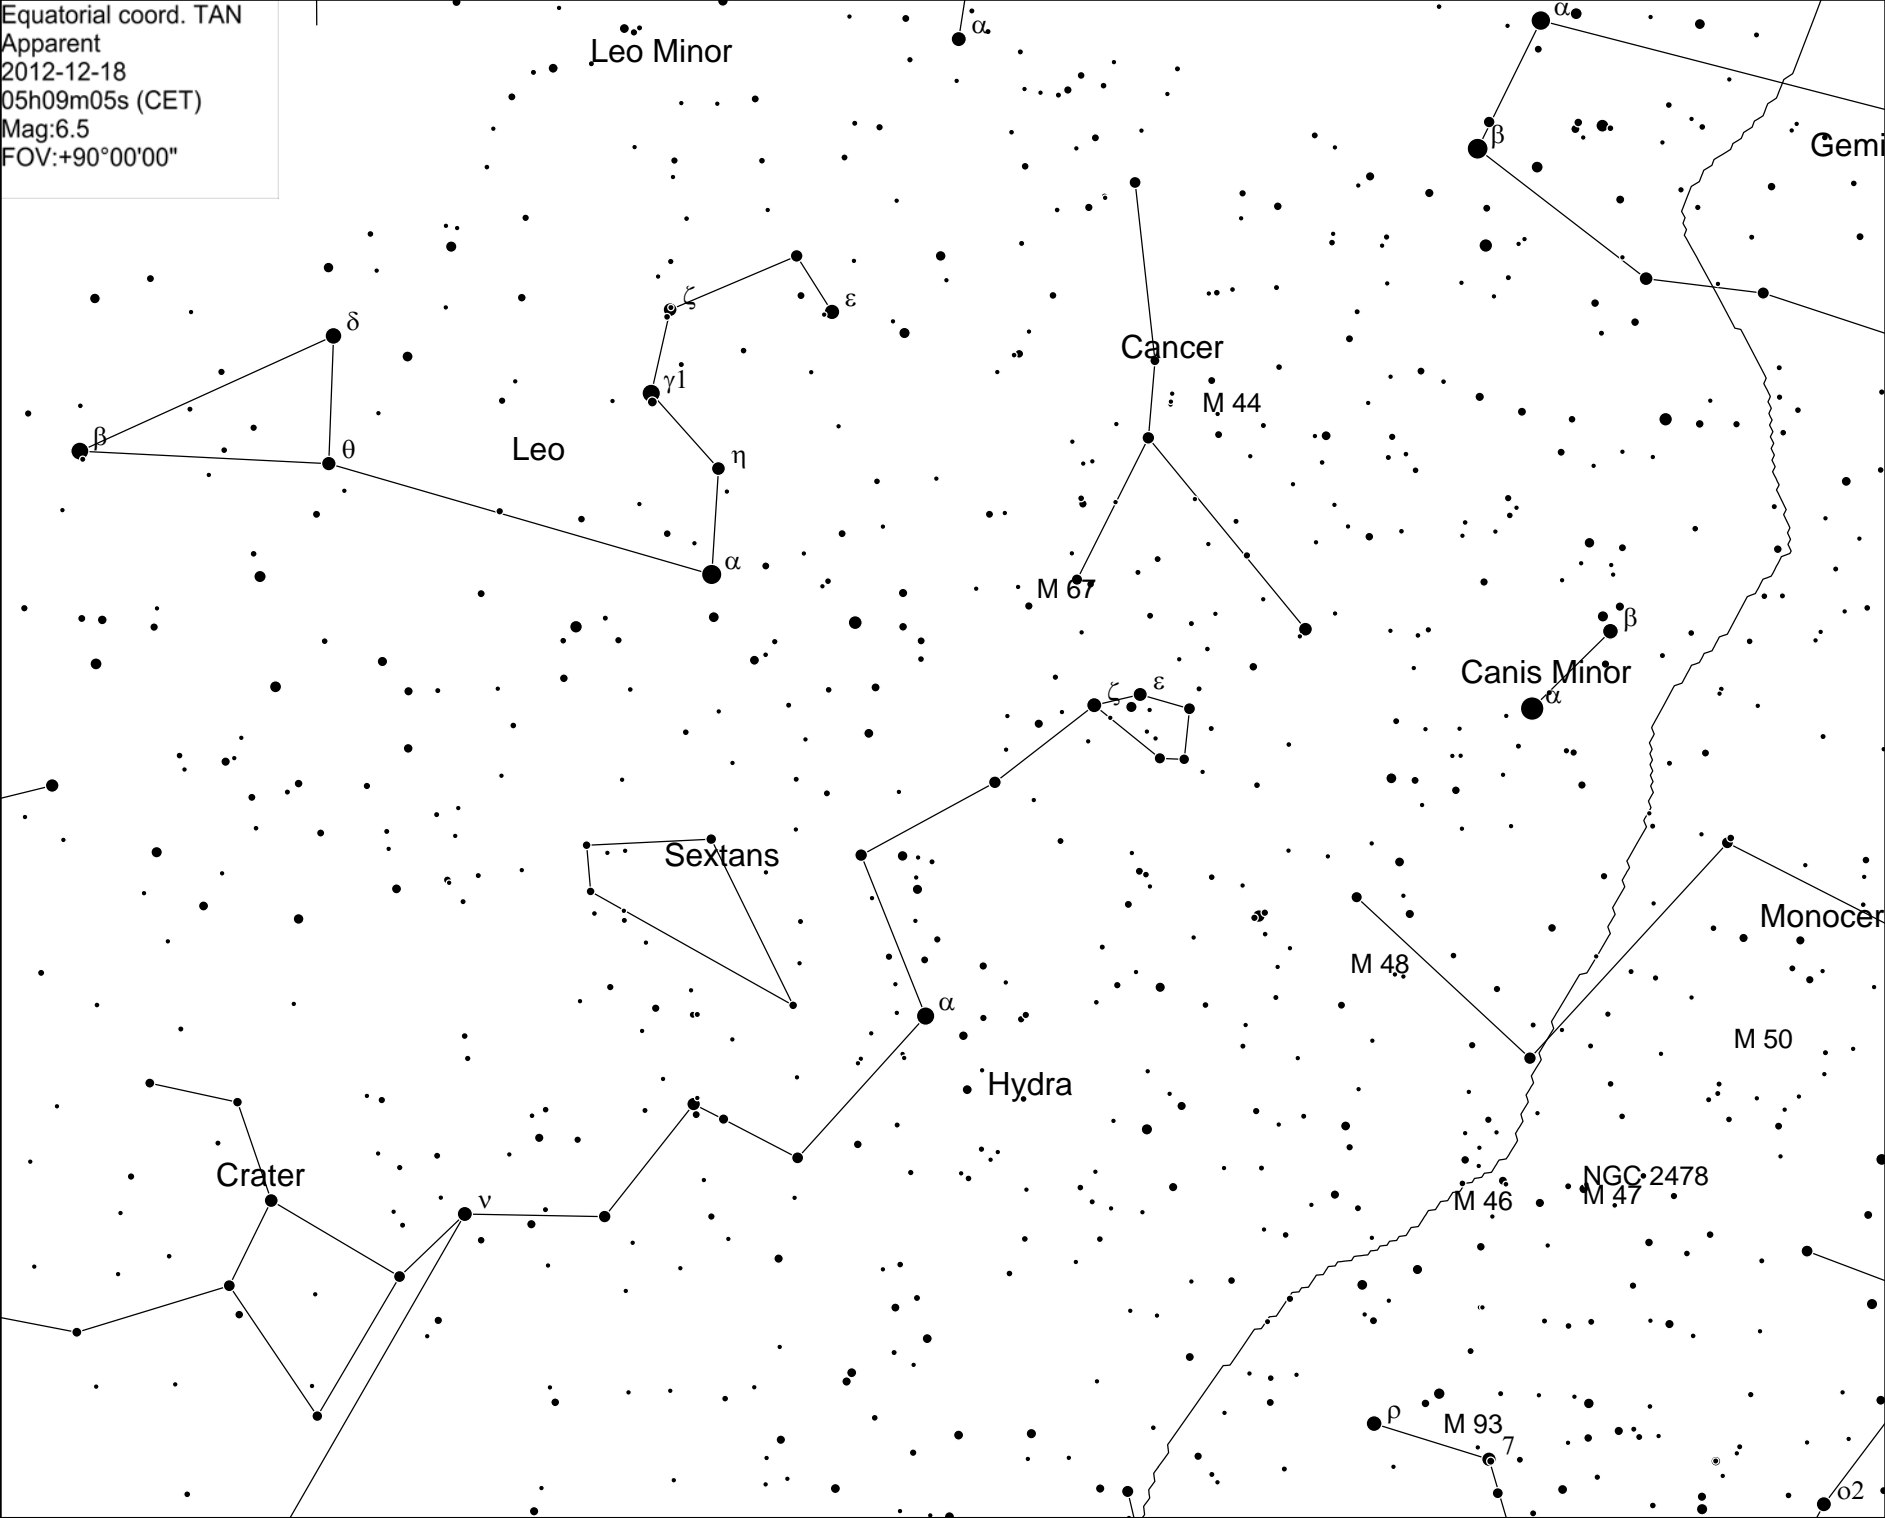 Equatorial coord. TAN
Apparent
2012-12-18
05h09m05s (CET)
Mag:6.5
FOV:+90°00'00"
Leo Minor
α
α
β
Gemi
ζ
ε
δ
Cancer
γ1
M 44
β
θ
Leo
η
α
M 67
β
Canis Minor
ζ
ε
α
Sextans
Monocer
M 48
α
M 50
Hydra
Crater
NGC 2478
M 47
M 46
ν
ρ
M 93
7
ο2